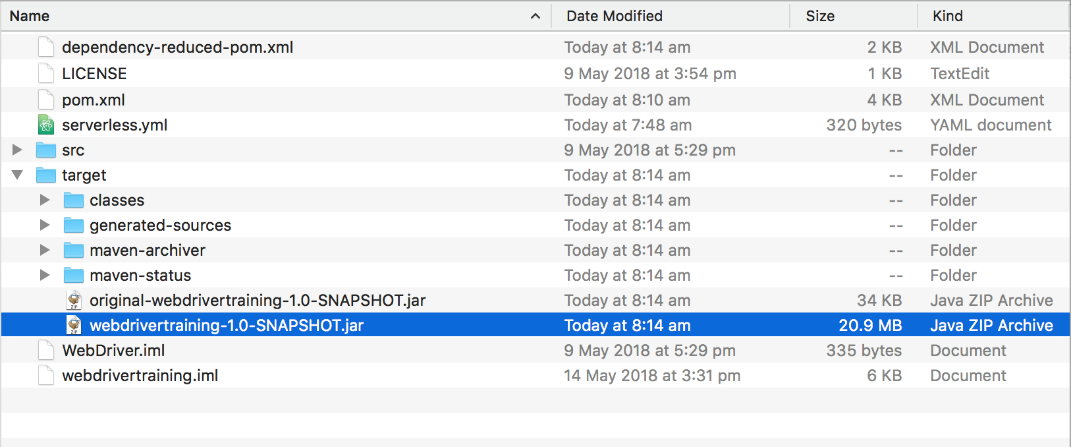 Name Date Modified Size Kind
dependency-reduced-pom.xml Today at 8:14 am 2 KB XML Document
LICENSE 9 May 2018 at 3:54 pm 1 KB TextEdit
pom.xml Today at 8:10 am 4 KB XML Document
serverless.yml Today at 7:48 am 320 bytes YAML document
src 9 May 2018 at 5:29 pm -- Folder
target Today at 8:14 am -- Folder
classes Today at 8:14 am -- Folder
generated-sources Today at 8:14 am -- Folder
maven-archiver Today at 8:14 am -- Folder
maven-status Today at 8:14 am -- Folder
original-webdrivertraining-1.0-SNAPSHOT.jar Today at 8:14 am 34 KB Java ZIP Archive
webdrivertraining-1.0-SNAPSHOT.jar Today at 8:14 am 20.9 MB Java ZIP Archive
WebDriver.iml 9 May 2018 at 5:29 pm 335 bytes Document
webdrivertraining.iml 14 May 2018 at 3:31 pm 6 KB Document